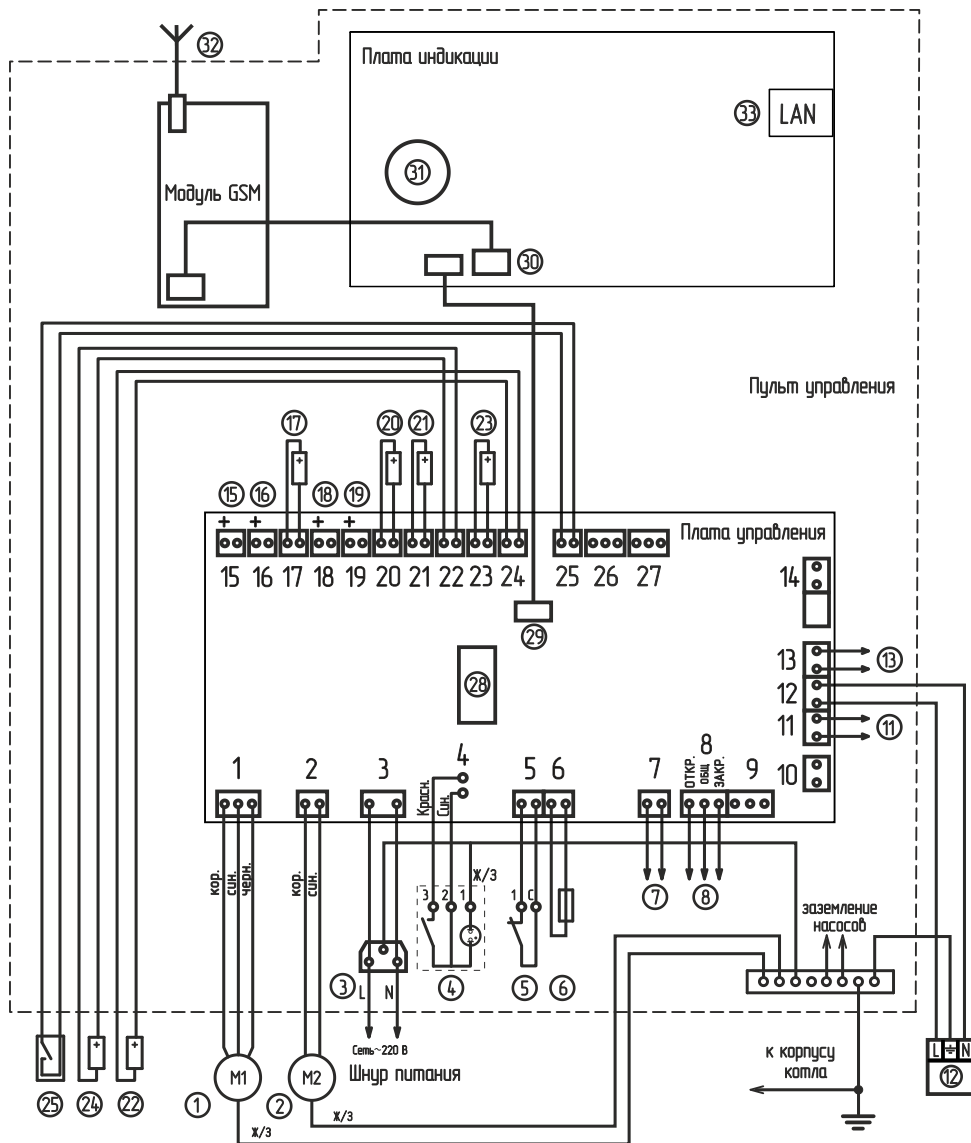 32
Плата индикации
33 LAN
31
Модуль GSM
30
Пульт управления
17 20 21 23
15 16 18 19
+ + + +
+ + + +
Плата управления
15 16 17 18 19 20 21 22 23 24 25 26 27
14
29
13 13
28
12
11 11
10
1 2 3 4 5 6 7 8 9
ОТКР. ОБЩ ЗАКР.
Красн. Син.
кор. син. черн.
кор. син.
Ж/З
3 2 1
1 C
7 8
заземление
насосов
3 L N 4 5 6
Сеть~220 В
Шнур питания
+ +
25 24 22
M1 M2
1 2
Ж/З
Ж/З
к корпусу
котла
L N
12